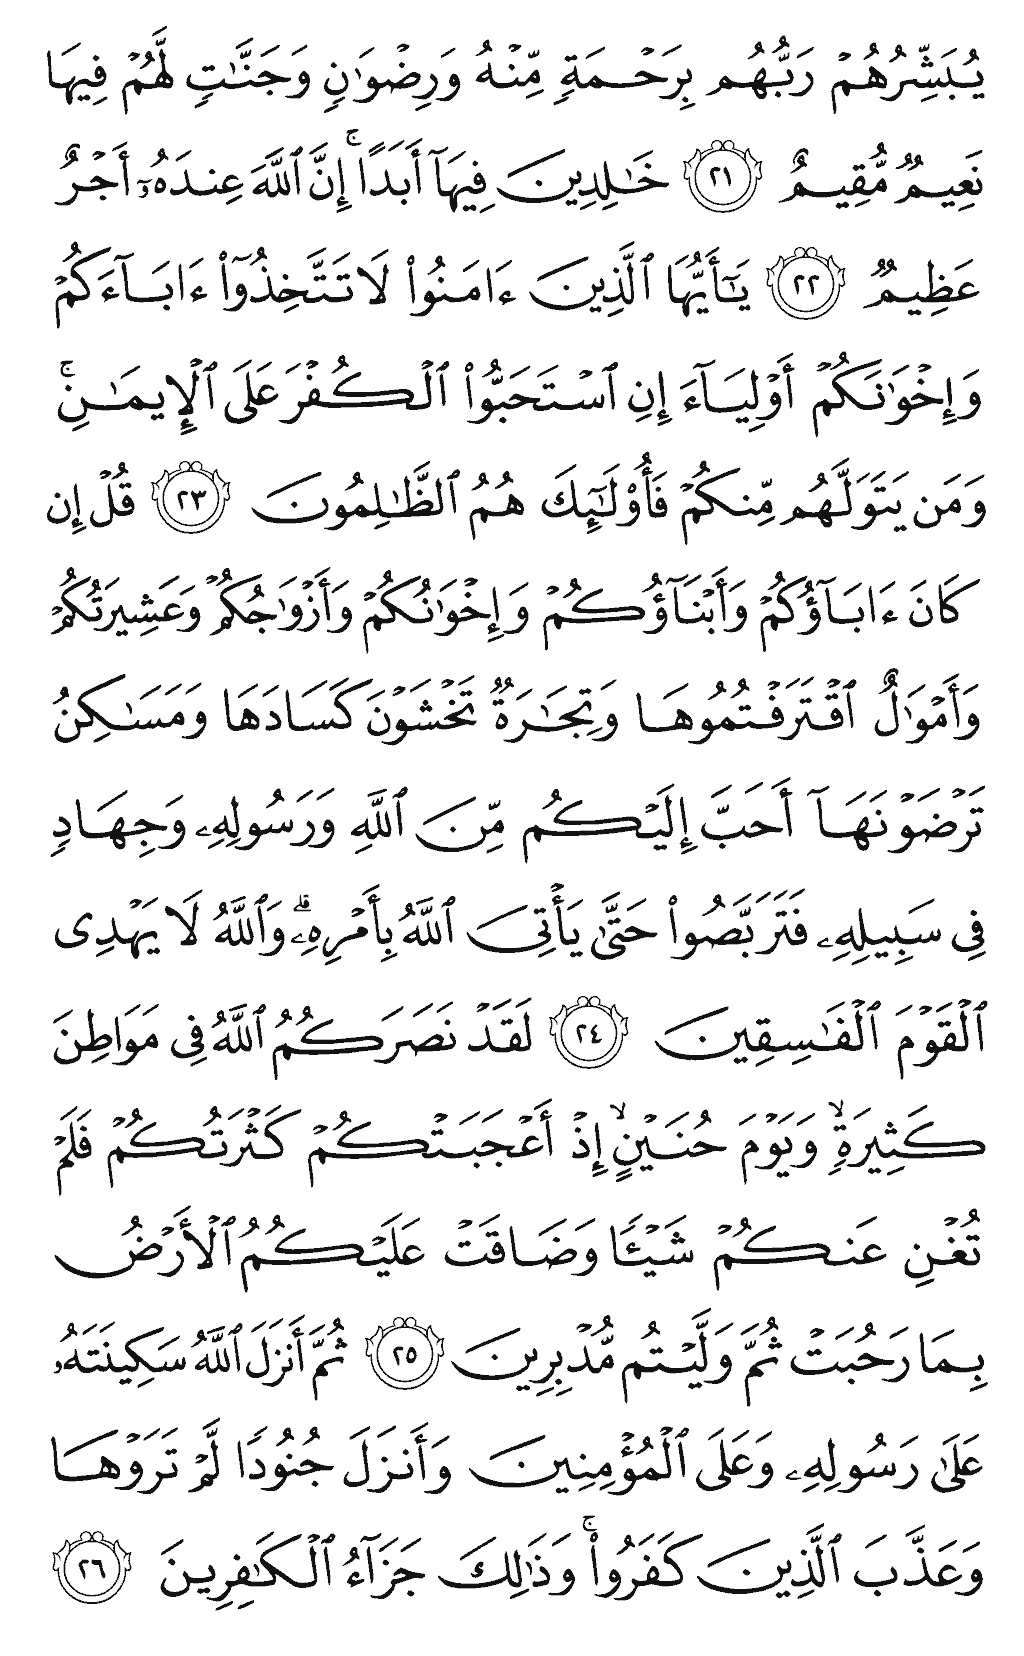 يُبَشِّرُهُمۡ رَبُّهُم بِرَحۡمَةٖ مِّنۡهُ وَرِضۡوَٰنٖ وَجَنَّٰتٖ لَّهُمۡ فِيهَا
نَعِيمٞ مُّقِيمٌ ٢١ خَٰلِدِينَ فِيهَآ أَبَدًاۚ إِنَّ ٱللَّهَ عِندَهُۥٓ أَجۡرٌ
عَظِيمٞ ٢٢ يَٰٓأَيُّهَا ٱلَّذِينَ ءَامَنُواْ لَا تَتَّخِذُوٓاْ ءَابَآءَكُمۡ
وَإِخۡوَٰنَكُمۡ أَوۡلِيَآءَ إِنِ ٱسۡتَحَبُّواْ ٱلۡكُفۡرَ عَلَى ٱلۡإِيمَٰنِۚ
وَمَن يَتَوَلَّهُم مِّنكُمۡ فَأُوْلَٰٓئِكَ هُمُ ٱلظَّٰلِمُونَ ٢٣ قُلۡ إِن
كَانَ ءَابَآؤُكُمۡ وَأَبۡنَآؤُكُمۡ وَإِخۡوَٰنُكُمۡ وَأَزۡوَٰجُكُمۡ وَعَشِيرَتُكُمۡ
وَأَمۡوَٰلٌ ٱقۡتَرَفۡتُمُوهَا وَتِجَٰرَةٞ تَخۡشَوۡنَ كَسَادَهَا وَمَسَٰكِنُ
تَرۡضَوۡنَهَآ أَحَبَّ إِلَيۡكُم مِّنَ ٱللَّهِ وَرَسُولِهِۦ وَجِهَادٖ
فِي سَبِيلِهِۦ فَتَرَبَّصُواْ حَتَّىٰ يَأۡتِيَ ٱللَّهُ بِأَمۡرِهِۦۗ وَٱللَّهُ لَا يَهۡدِي
ٱلۡقَوۡمَ ٱلۡفَٰسِقِينَ ٢٤ لَقَدۡ نَصَرَكُمُ ٱللَّهُ فِي مَوَاطِنَ
كَثِيرَةٖۙ وَيَوۡمَ حُنَيۡنٍۙ إِذۡ أَعۡجَبَتۡكُمۡ كَثۡرَتُكُمۡ فَلَمۡ
تُغۡنِ عَنكُمۡ شَيۡـٔٗا وَضَاقَتۡ عَلَيۡكُمُ ٱلۡأَرۡضُ
بِمَا رَحُبَتۡ ثُمَّ وَلَّيۡتُم مُّدۡبِرِينَ ٢٥ ثُمَّ أَنزَلَ ٱللَّهُ سَكِينَتَهُۥ
عَلَىٰ رَسُولِهِۦ وَعَلَى ٱلۡمُؤۡمِنِينَ وَأَنزَلَ جُنُودٗا لَّمۡ تَرَوۡهَا
وَعَذَّبَ ٱلَّذِينَ كَفَرُواْۚ وَذَٰلِكَ جَزَآءُ ٱلۡكَٰفِرِينَ ٢٦